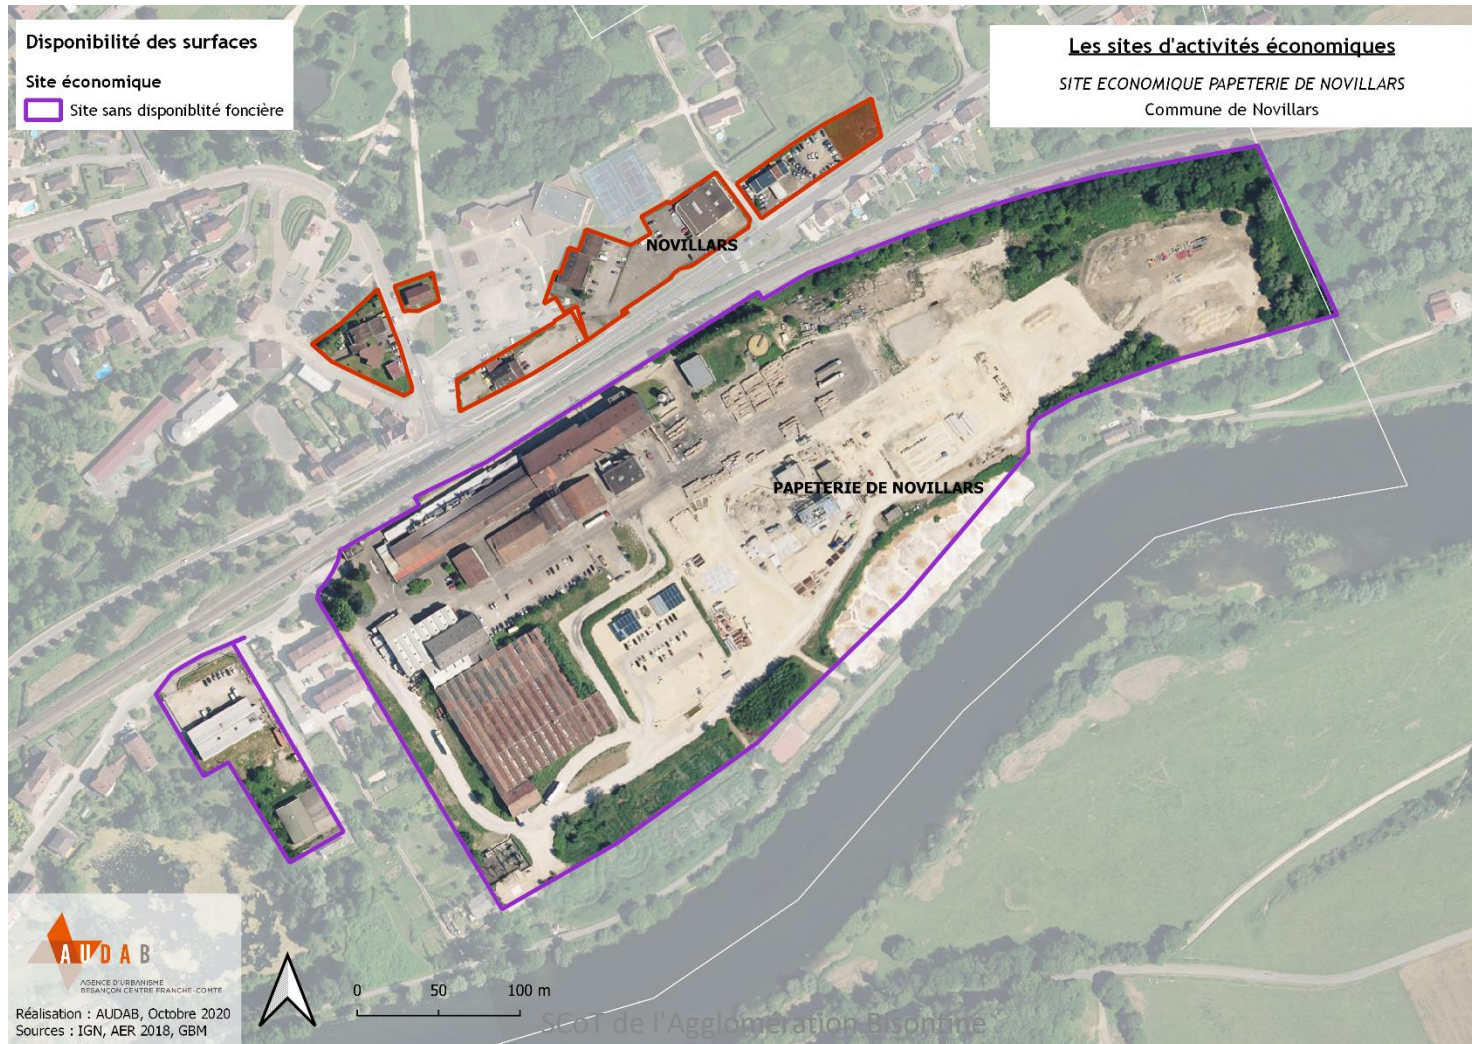 Disponibilité des surfaces
Site économique
Site sans disponiblité foncière
Les sites d'activités économiques
SITE ECONOMIQUE PAPETERIE DE NOVILLARS
Commune de Novillars
NOVILLARS
PAPETERIE DE NOVILLARS
AUDAB
AGENCE D'URBANISME
BESANÇON CENTRE FRANCHE-COMTÉ
Réalisation : AUDAB, Octobre 2020
Sources : IGN, AER 2018, GBM
0 50 100 m
SCoT de l'Agglomération Bisontine